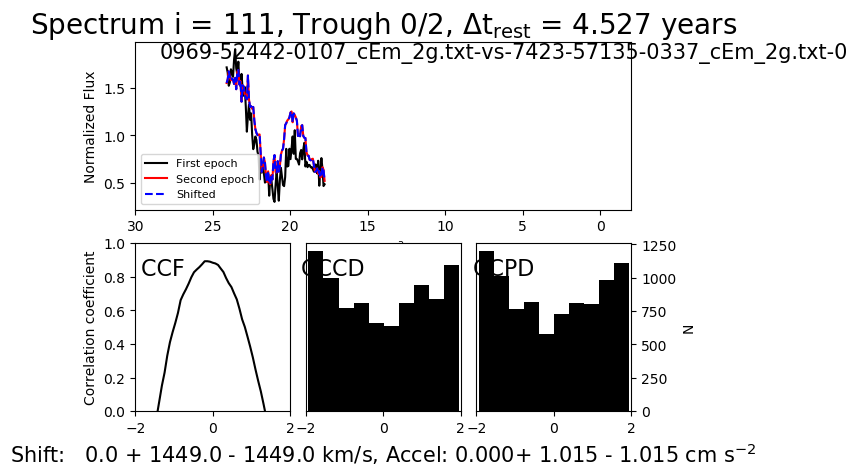 Spectrum i = 111, Trough 0/2, Δt_rest = 4.527 years
0969-52442-0107_cEm_2g.txt-vs-7423-57135-0337_cEm_2g.txt-0
Normalized Flux
1.5
1.0
0.5
First epoch
Second epoch
Shifted
30 25 20 15 10 5 0
Correlation coefficient
1.0
0.8
0.6
0.4
0.2
0.0
CCF
−2 0 2
CCCD
−2 0 2
CCPD
−2 0 2
1250
1000
750
500
250
0
N
Shift: 0.0 + 1449.0 - 1449.0 km/s, Accel: 0.000+ 1.015 - 1.015 cm s⁻²